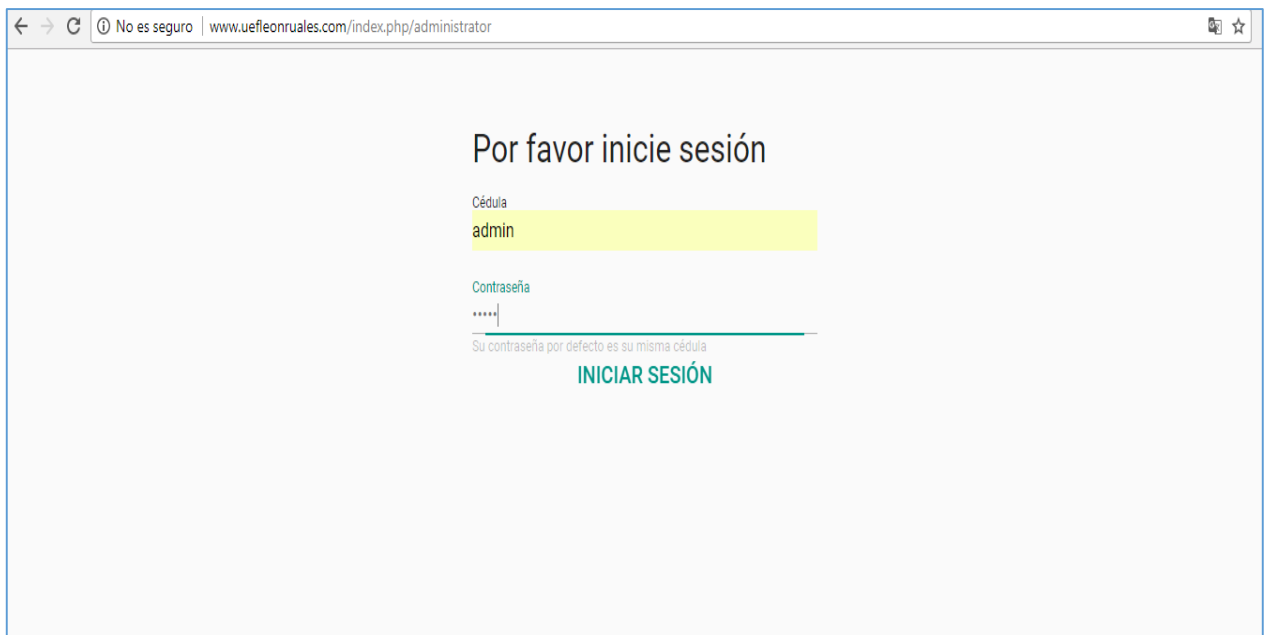 No es seguro | www.uefleonruales.com/index.php/administrator
Por favor inicie sesión
Cédula
admin
Contraseña
•••••
Su contraseña por defecto es su misma cédula
INICIAR SESIÓN